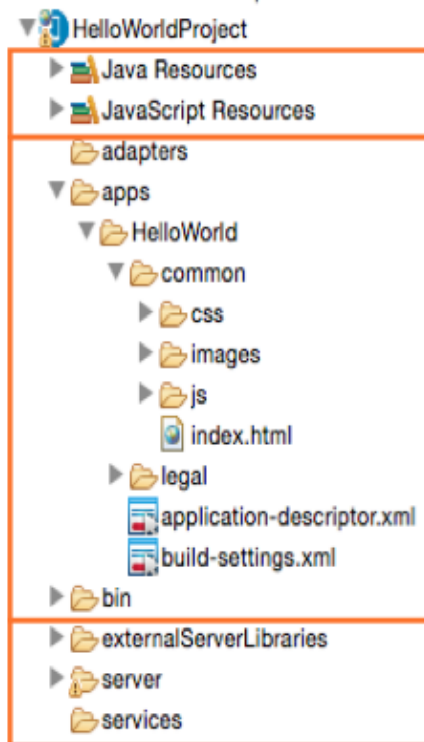 HelloWorldProject
Java Resources
JavaScript Resources
adapters
apps
HelloWorld
common
css
images
js
index.html
legal
application-descriptor.xml
build-settings.xml
bin
externalServerLibraries
server
services